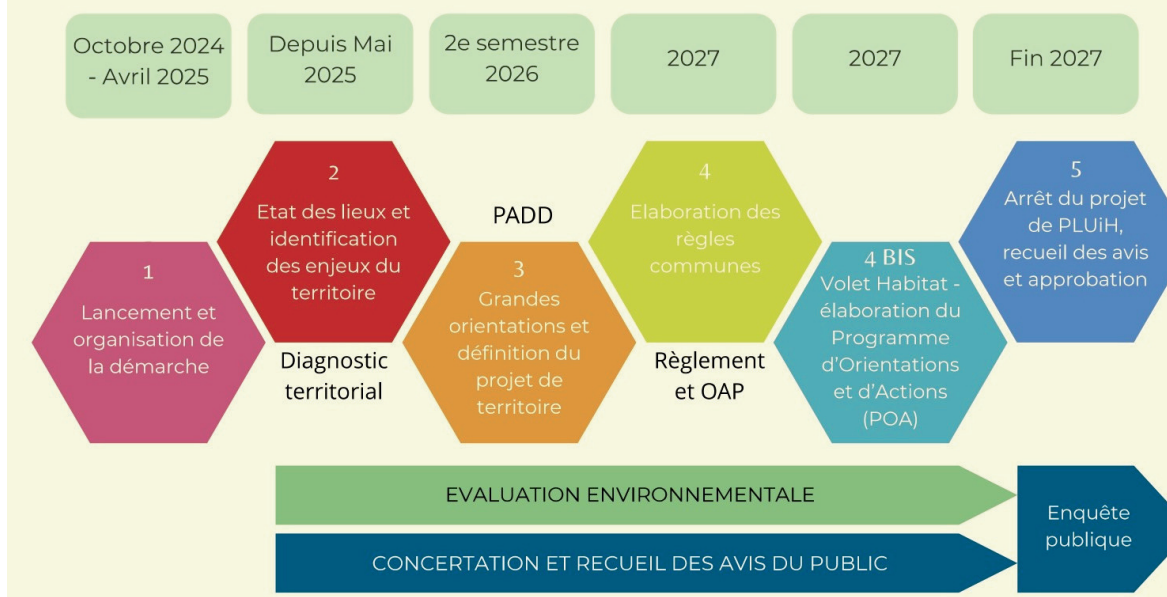 Octobre 2024
- Avril 2025
Depuis Mai
2025
2e semestre
2026
2027
2027
Fin 2027
1
Lancement et
organisation de
la démarche
2
Etat des lieux et
identification
des enjeux du
territoire
Diagnostic
territorial
PADD
3
Grandes
orientations et
définition du
projet de
territoire
4
Elaboration des
règles
communes
Règlement
et OAP
4 BIS
Volet Habitat -
élaboration du
Programme
d'Orientations
et d'Actions
(POA)
5
Arrêt du projet
de PLUiH,
recueil des avis
et approbation
EVALUATION ENVIRONNEMENTALE
CONCERTATION ET RECUEIL DES AVIS DU PUBLIC
Enquête
publique